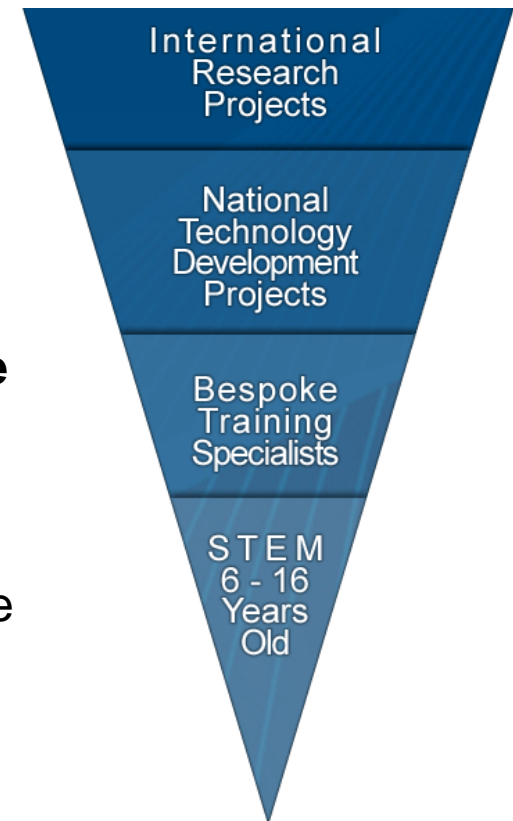 International
Research
Projects
National
Technology
Development
Projects
e
Bespoke
Training
Specialists
STEM
6 - 16
e
Years
Old